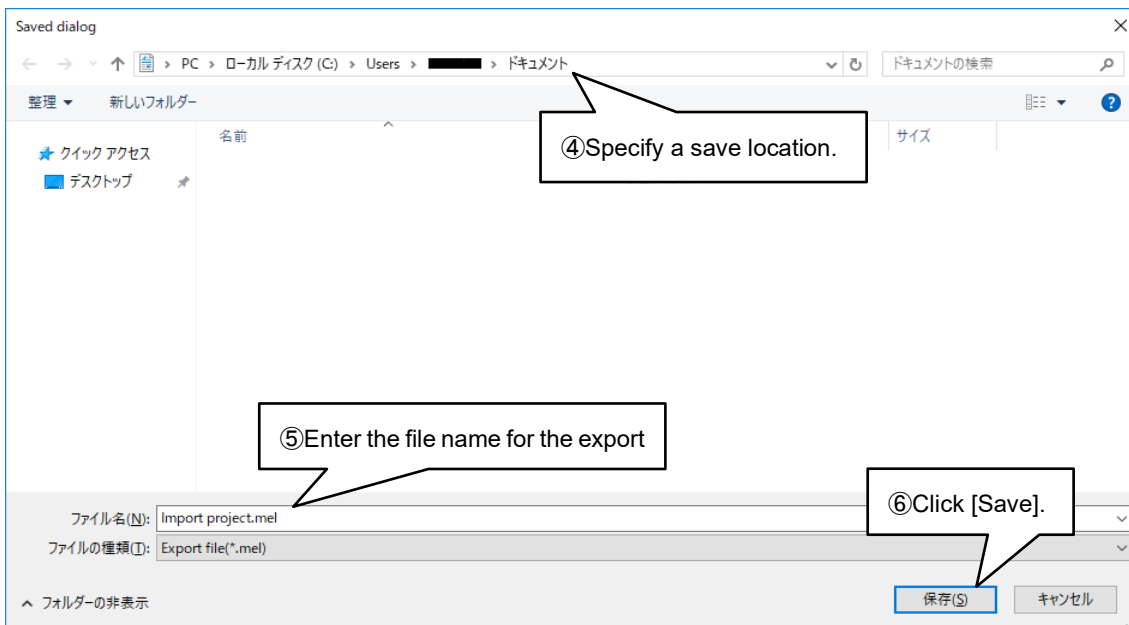 Saved dialog
PC › ローカル ディスク (C:) › Users › › ドキュメント
ドキュメントの検索
整理 新しいフォルダー
名前
サイズ
④Specify a save location.
クイック アクセス
デスクトップ
⑤Enter the file name for the export
⑥Click [Save].
ファイル名(N): Import project.mel
ファイルの種類(T): Export file(*.mel)
フォルダーの非表示
保存(S) キャンセル